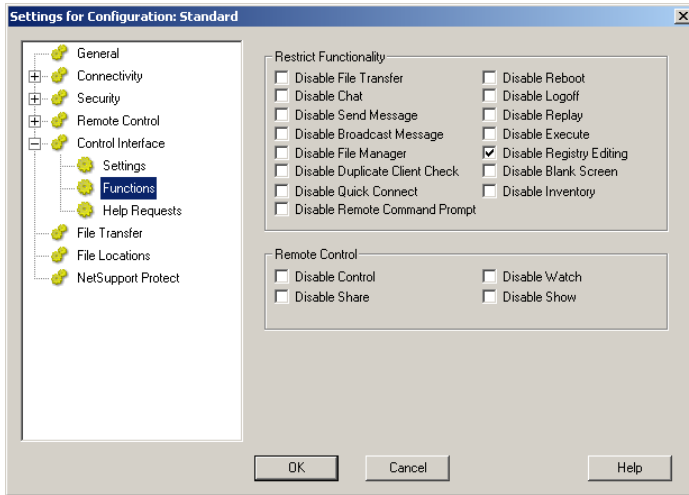 Settings for Configuration: Standard
General
Connectivity
Security
Remote Control
Control Interface
Settings
Functions
Help Requests
File Transfer
File Locations
NetSupport Protect
Restrict Functionality
Disable File Transfer
Disable Chat
Disable Send Message
Disable Broadcast Message
Disable File Manager
Disable Duplicate Client Check
Disable Quick Connect
Disable Remote Command Prompt
Disable Reboot
Disable Logoff
Disable Replay
Disable Execute
Disable Registry Editing
Disable Blank Screen
Disable Inventory
Remote Control
Disable Control
Disable Share
Disable Watch
Disable Show
OK
Cancel
Help